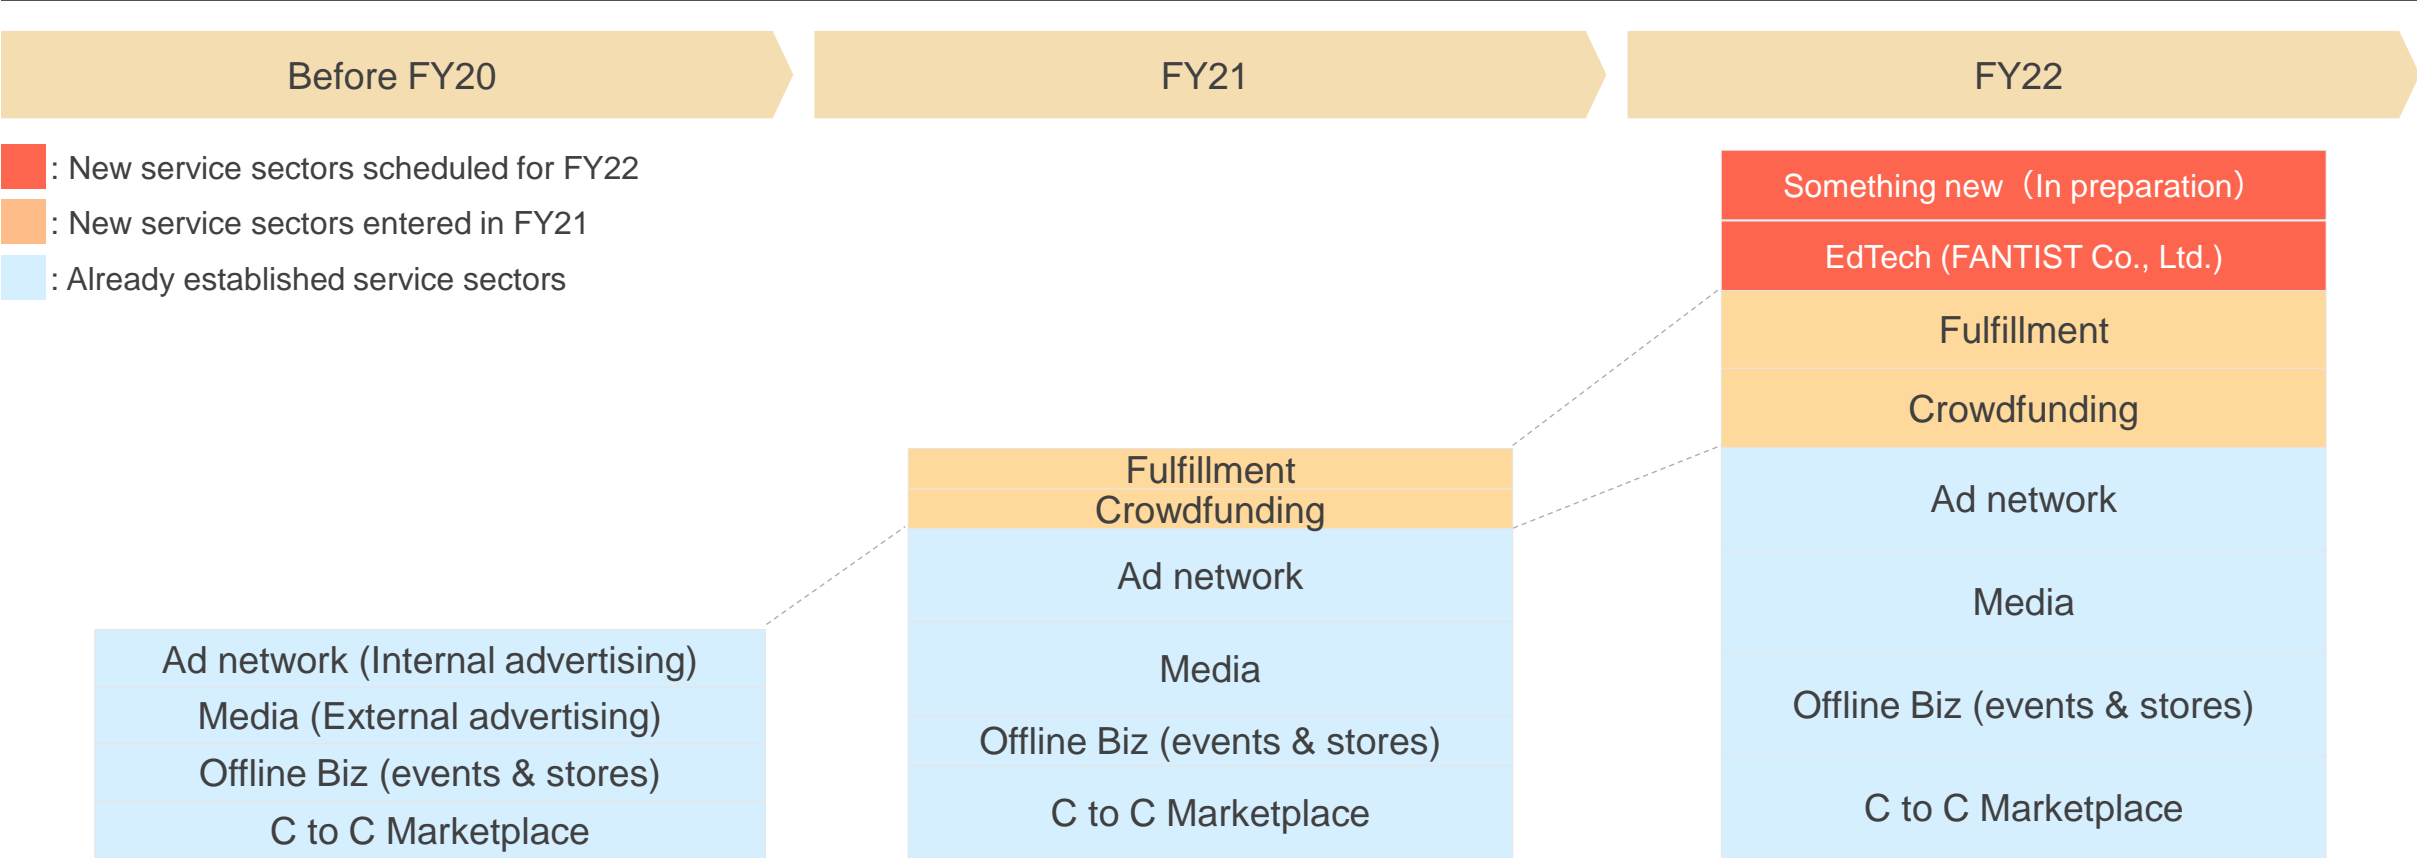 Before FY20
FY21
FY22
: New service sectors scheduled for FY22
: New service sectors entered in FY21
: Already established service sectors
Ad network (Internal advertising)
Media (External advertising)
Offline Biz (events & stores)
C to C Marketplace
Fulfillment
Crowdfunding
Ad network
Media
Offline Biz (events & stores)
C to C Marketplace
Something new（In preparation）
EdTech (FANTIST Co., Ltd.)
Fulfillment
Crowdfunding
Ad network
Media
Offline Biz (events & stores)
C to C Marketplace